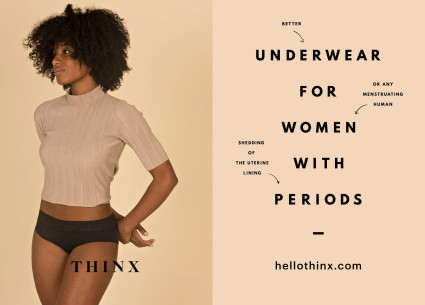 THINX
BETTER
UNDERWEAR
FOR
OR ANY
MENSTRUATING
HUMAN
WOMEN
SHEDDING
OF
THE UTERINE
LINING
WITH
PERIODS
hellothinx.com